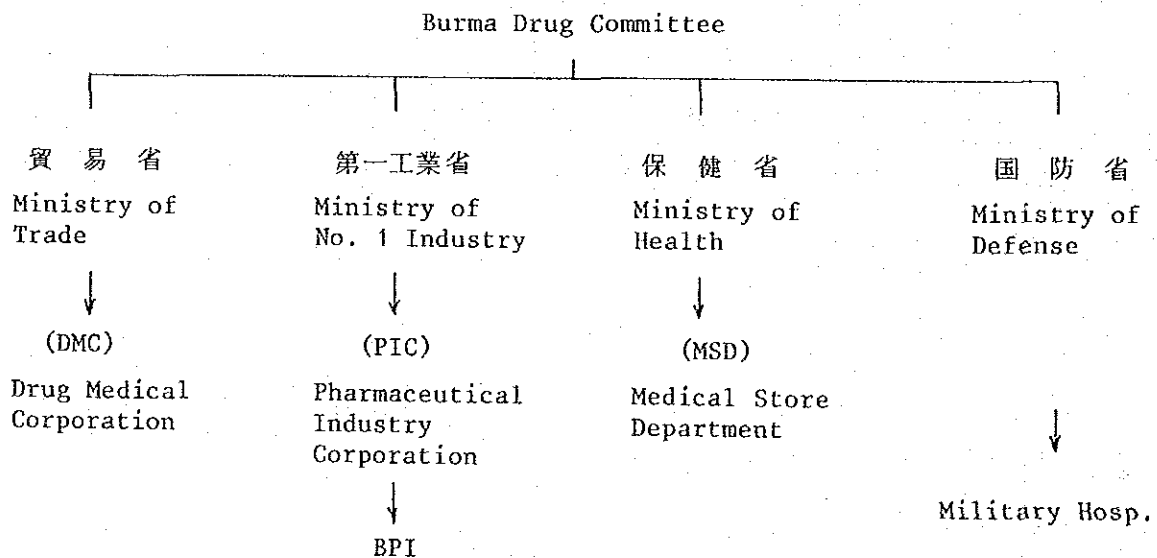 Burma Drug Committee
貿易省
Ministry of
Trade
(DMC)
Drug Medical
Corporation
第一工業省
Ministry of
No. 1 Industry
(PIC)
Pharmaceutical
Industry
Corporation
BPI
保健省
Ministry of
Health
(MSD)
Medical Store
Department
国防省
Ministry of
Defense
Military Hosp.